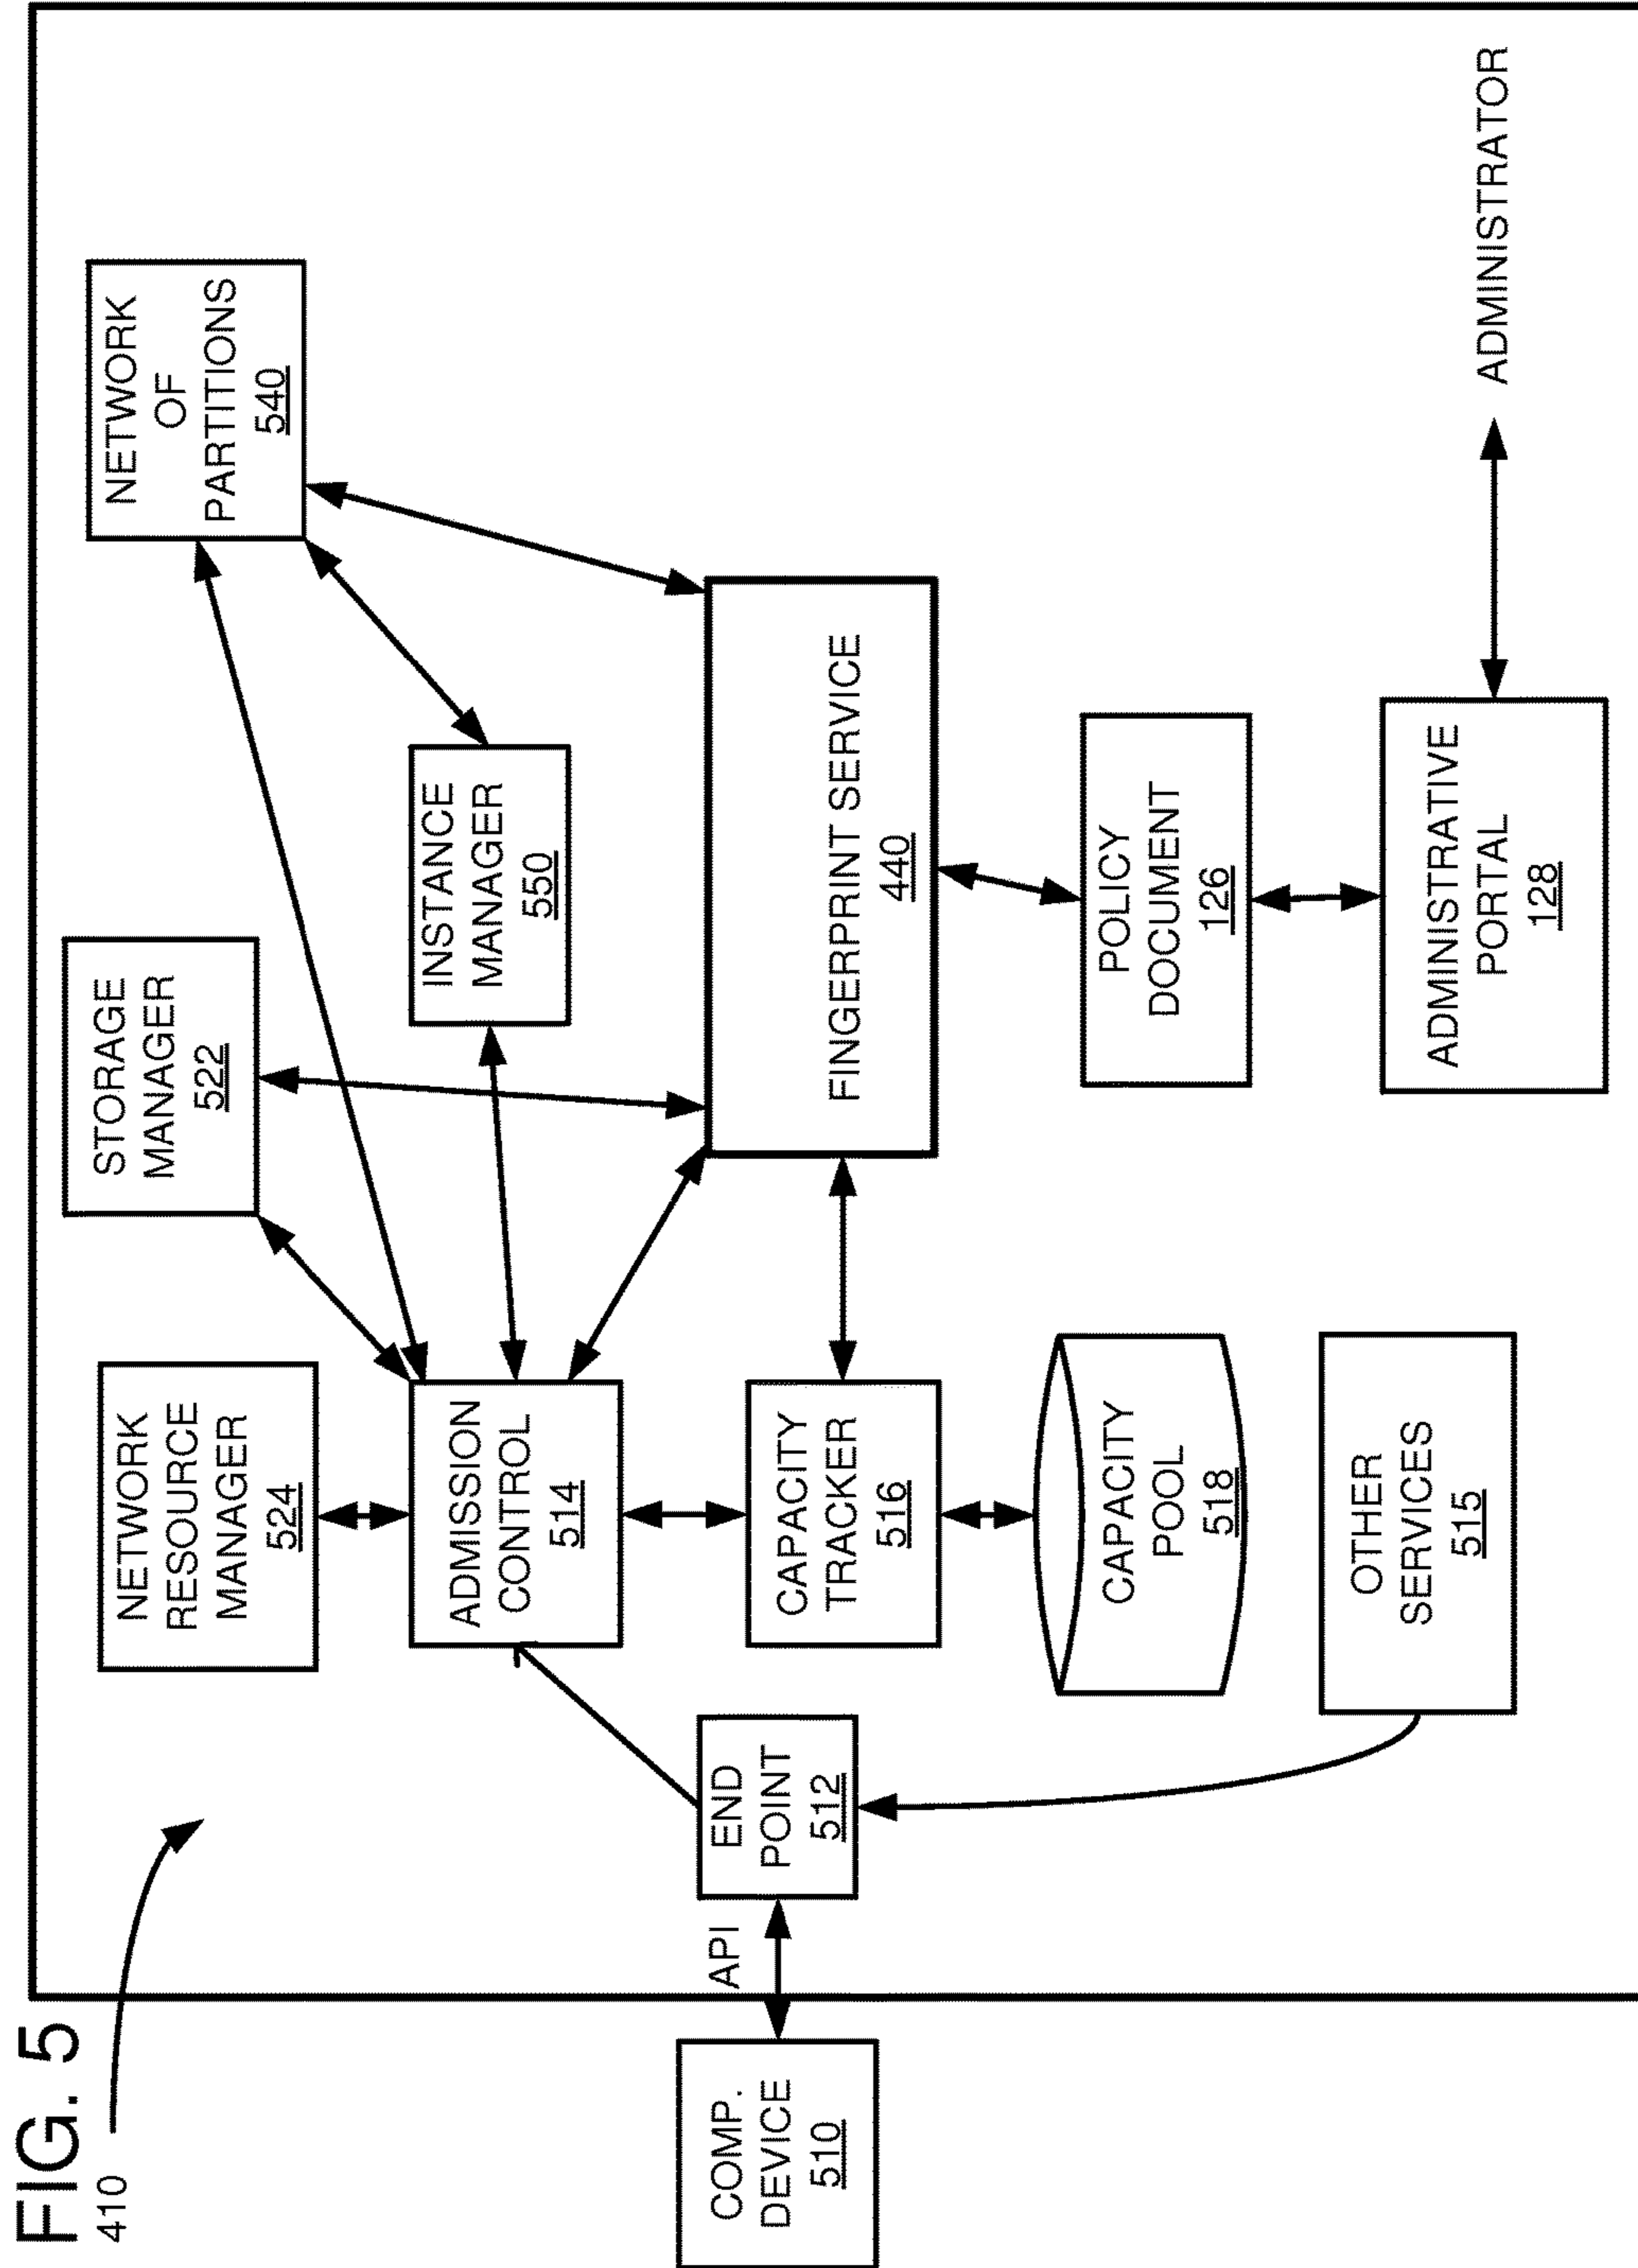 FIG. 5
410
NETWORK
RESOURCE
MANAGER
524
STORAGE
MANAGER
522
NETWORK
OF
PARTITIONS
540
ADMISSION
CONTROL
514
INSTANCE
MANAGER
550
COMP.
DEVICE
510
API
END
POINT
512
CAPACITY
TRACKER
516
FINGERPRINT SERVICE
440
CAPACITY
POOL
518
POLICY
DOCUMENT
126
OTHER
SERVICES
515
ADMINISTRATIVE
PORTAL
128
ADMINISTRATOR